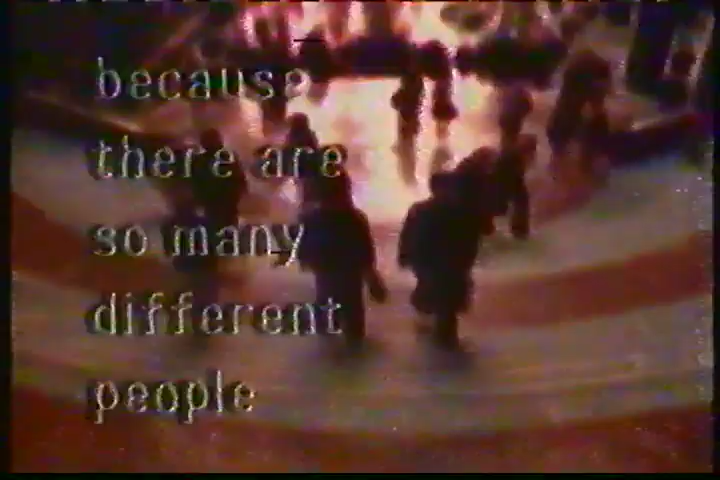 because
there are
so many
different
people